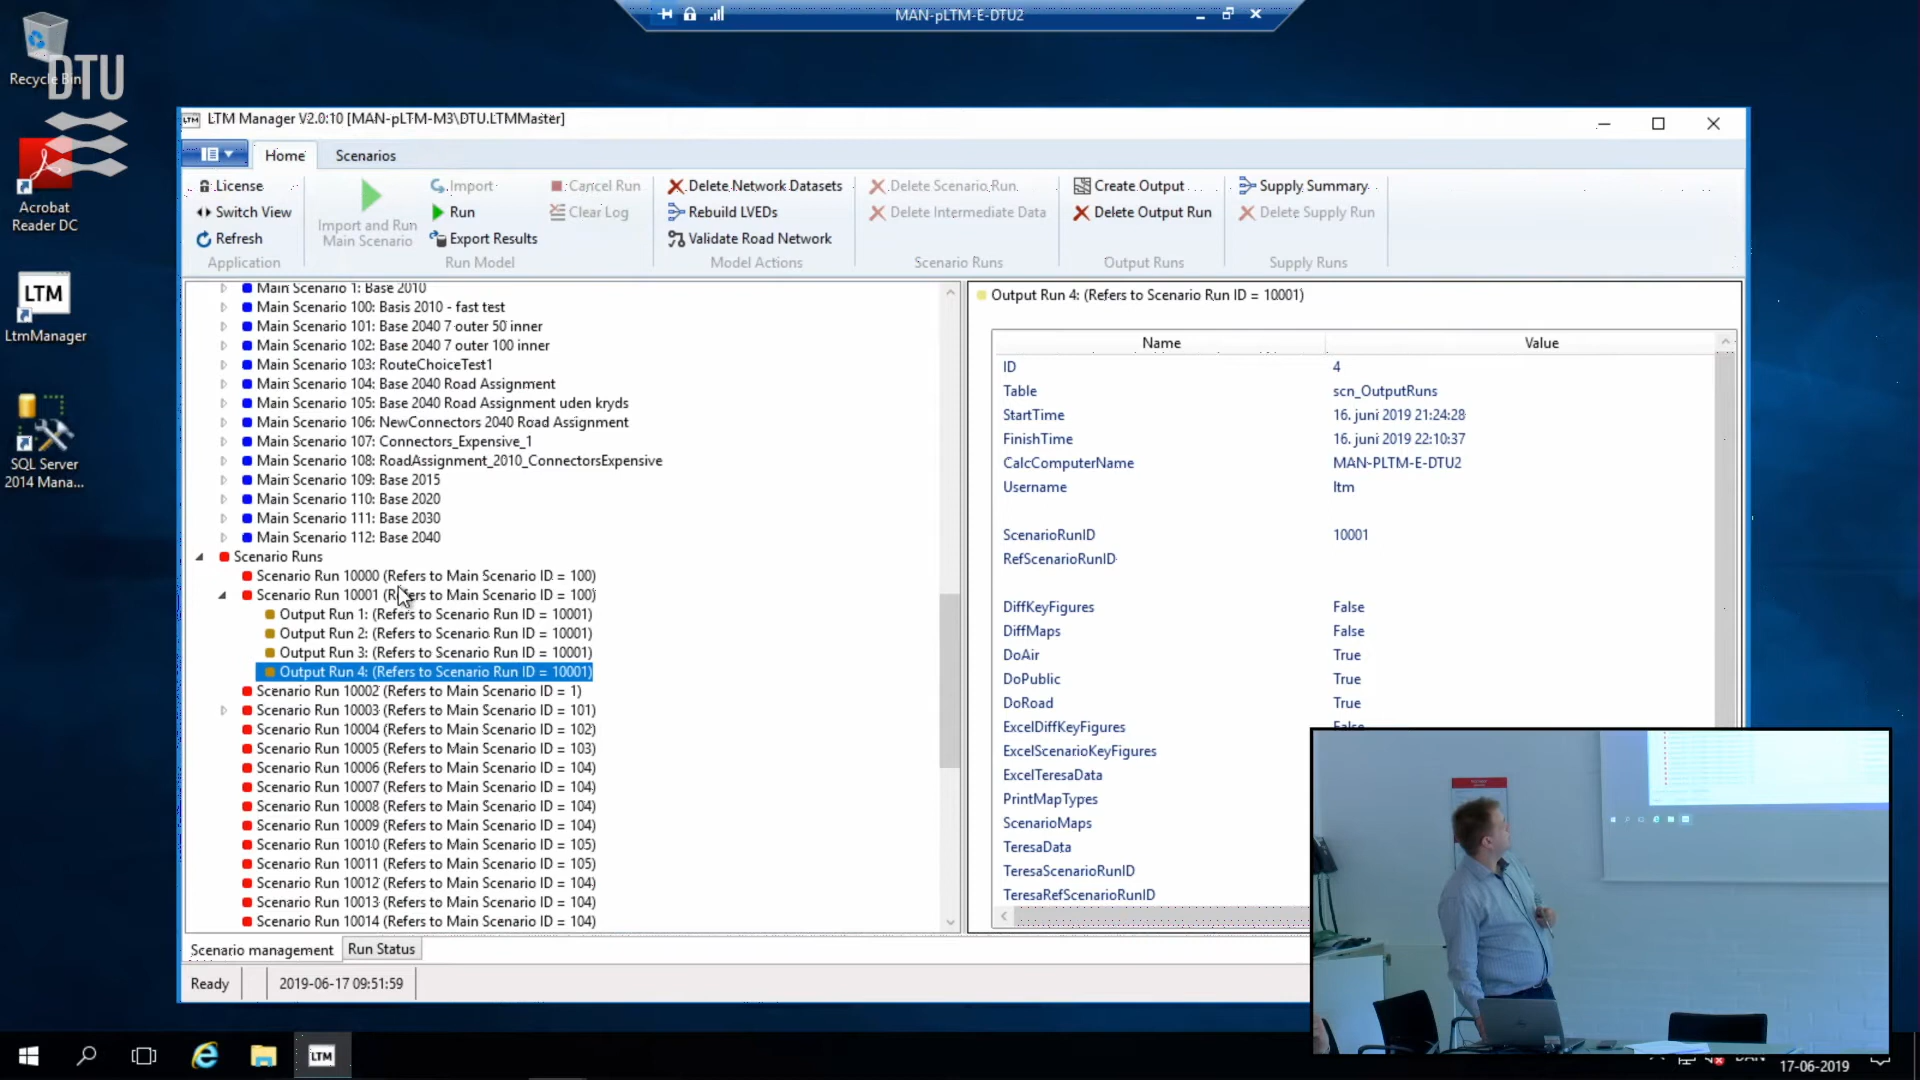 MAN-pLTM-E-DTU2
Recycle Bin
DTU
Acrobat
Reader DC
LTM
LtmManager
SQL Server
2014 Mana...
LTM Manager V2.0:10 [MAN-pLTM-M3\DTU.LTMMaster]
Home Scenarios
License
Switch View
Refresh
Application
Import and Run
Main Scenario
Import
Run
Export Results
Cancel Run
Clear Log
Run Model
Delete Network Datasets
Rebuild LVEDs
Validate Road Network
Model Actions
Delete Scenario Run
Delete Intermediate Data
Scenario Runs
Create Output
Delete Output Run
Output Runs
Supply Summary
Delete Supply Run
Supply Runs
Main Scenario 1: Base 2010
Main Scenario 100: Basis 2010 - fast test
Main Scenario 101: Base 2040 7 outer 50 inner
Main Scenario 102: Base 2040 7 outer 100 inner
Main Scenario 103: RouteChoiceTest1
Main Scenario 104: Base 2040 Road Assignment
Main Scenario 105: Base 2040 Road Assignment uden kryds
Main Scenario 106: NewConnectors 2040 Road Assignment
Main Scenario 107: Connectors_Expensive_1
Main Scenario 108: RoadAssignment_2010_ConnectorsExpensive
Main Scenario 109: Base 2015
Main Scenario 110: Base 2020
Main Scenario 111: Base 2030
Main Scenario 112: Base 2040
Scenario Runs
Scenario Run 10000 (Refers to Main Scenario ID = 100)
Scenario Run 10001 (Refers to Main Scenario ID = 100)
Output Run 1: (Refers to Scenario Run ID = 10001)
Output Run 2: (Refers to Scenario Run ID = 10001)
Output Run 3: (Refers to Scenario Run ID = 10001)
Output Run 4: (Refers to Scenario Run ID = 10001)
Scenario Run 10002 (Refers to Main Scenario ID = 1)
Scenario Run 10003 (Refers to Main Scenario ID = 101)
Scenario Run 10004 (Refers to Main Scenario ID = 102)
Scenario Run 10005 (Refers to Main Scenario ID = 103)
Scenario Run 10006 (Refers to Main Scenario ID = 104)
Scenario Run 10007 (Refers to Main Scenario ID = 104)
Scenario Run 10008 (Refers to Main Scenario ID = 104)
Scenario Run 10009 (Refers to Main Scenario ID = 104)
Scenario Run 10010 (Refers to Main Scenario ID = 105)
Scenario Run 10011 (Refers to Main Scenario ID = 105)
Scenario Run 10012 (Refers to Main Scenario ID = 104)
Scenario Run 10013 (Refers to Main Scenario ID = 104)
Scenario Run 10014 (Refers to Main Scenario ID = 104)
Output Run 4: (Refers to Scenario Run ID = 10001)
Name Value
ID 4
Table scn_OutputRuns
StartTime 16. juni 2019 21:24:28
FinishTime 16. juni 2019 22:10:37
CalcComputerName MAN-PLTM-E-DTU2
Username ltm
ScenarioRunID 10001
RefScenarioRunID
DiffKeyFigures False
DiffMaps False
DoAir True
DoPublic True
DoRoad True
ExcelDiffKeyFigures False
ExcelScenarioKeyFigures
ExcelTeresaData
PrintMapTypes
ScenarioMaps
TeresaData
TeresaScenarioRunID
TeresaRefScenarioRunID
Scenario management Run Status
Ready 2019-06-17 09:51:59
LTM
17-06-2019